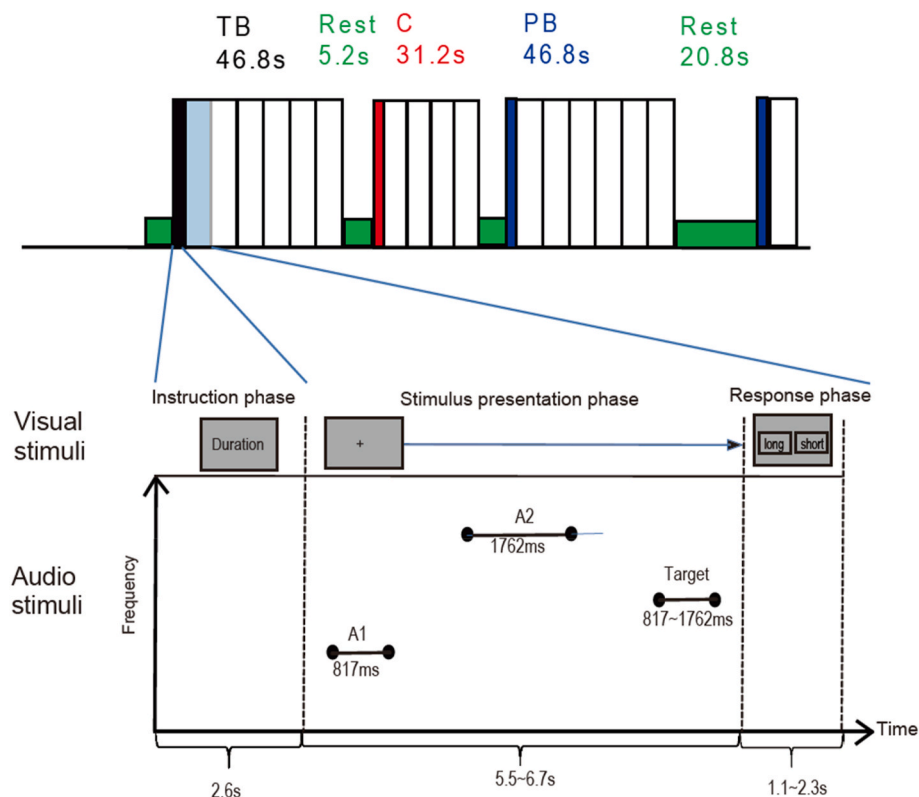 TB Rest C PB Rest
46.8s 5.2s 31.2s 46.8s 20.8s
Instruction phase Stimulus presentation phase Response phase
Visual
stimuli
Duration + long short
Audio
stimuli
Frequency
A2
1762ms
Target
817~1762ms
A1
817ms
Time
2.6s 5.5~6.7s 1.1~2.3s